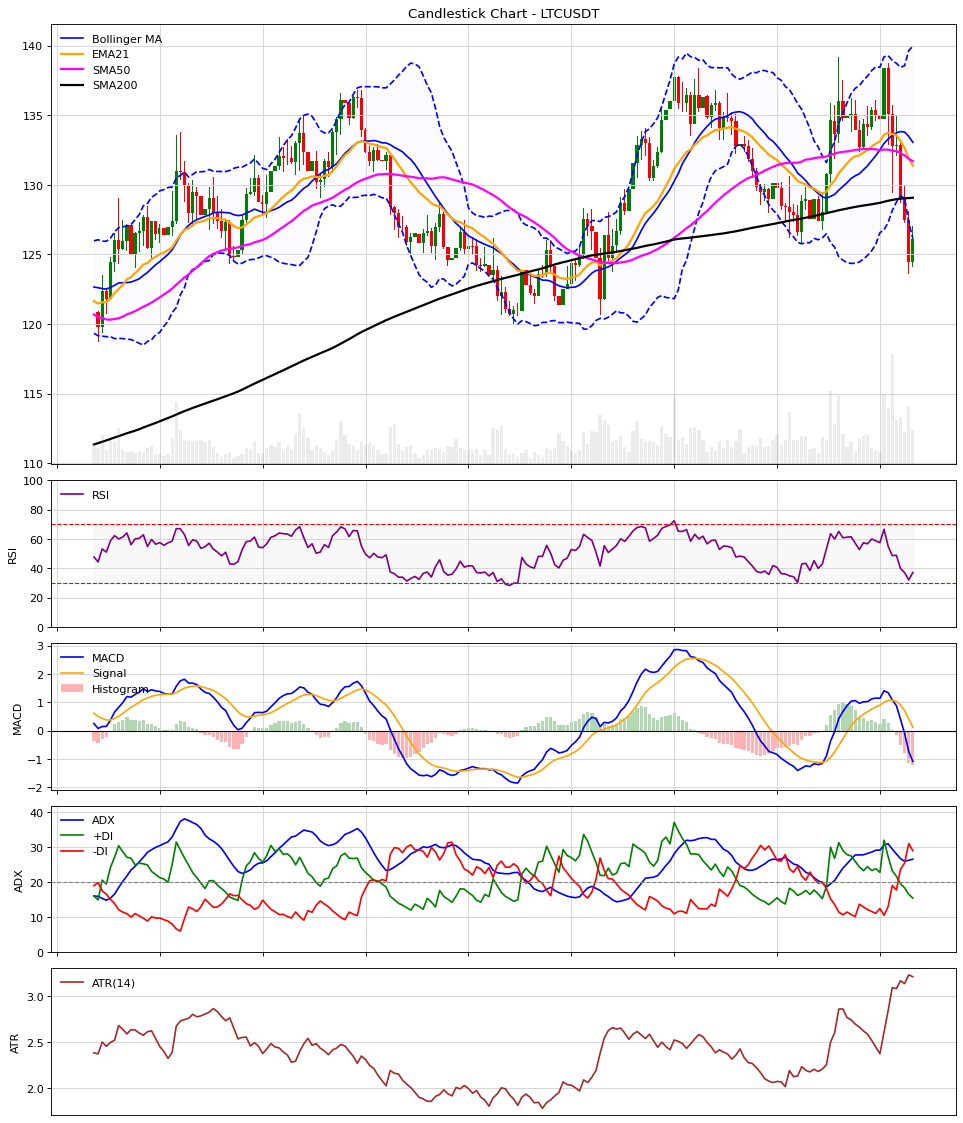 Candlestick Chart - LTCUSDT
Bollinger MA
EMA21
SMA50
SMA200
140
135
130
125
120
115
110
RSI
RSI
100
80
60
40
20
0
MACD
Signal
Histogram
MACD
3
2
1
0
−1
−2
ADX
+DI
-DI
ADX
40
30
20
10
0
ATR(14)
ATR
3.0
2.5
2.0